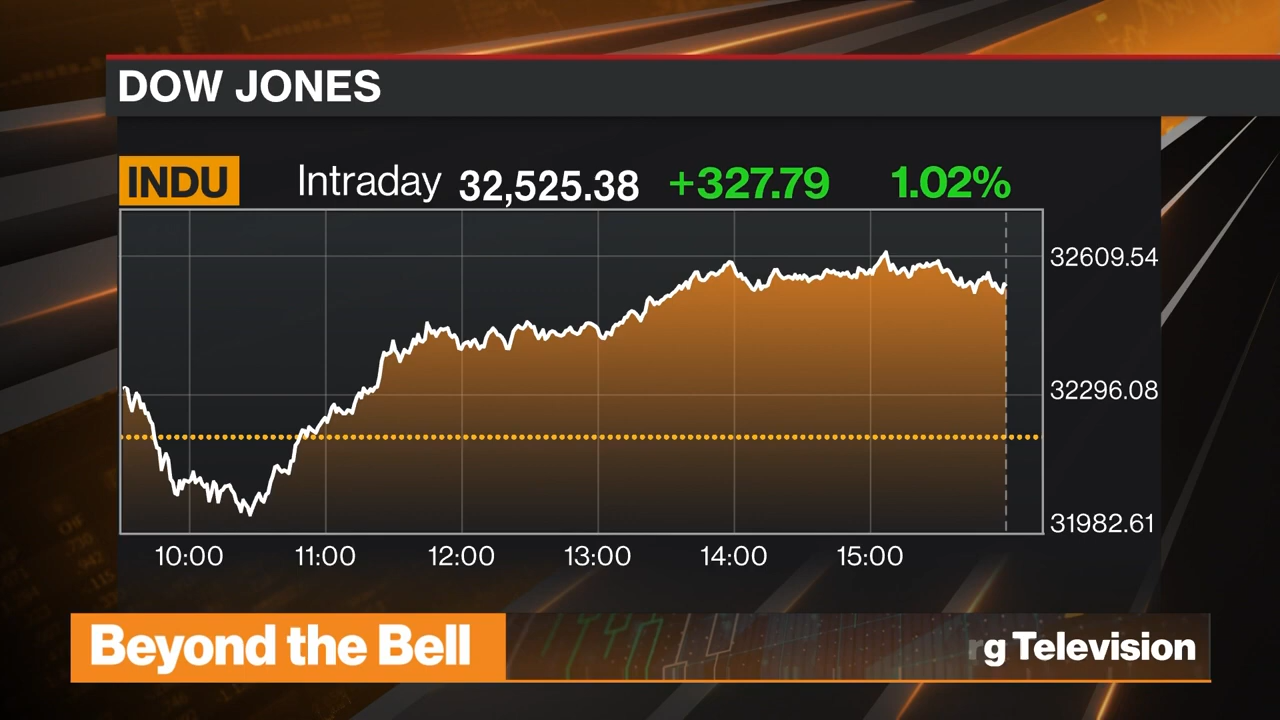 DOW JONES
INDU Intraday 32,525.38 +327.79 1.02%
32609.54
32296.08
31982.61
10:00 11:00 12:00 13:00 14:00 15:00
Beyond the Bell
rg Television